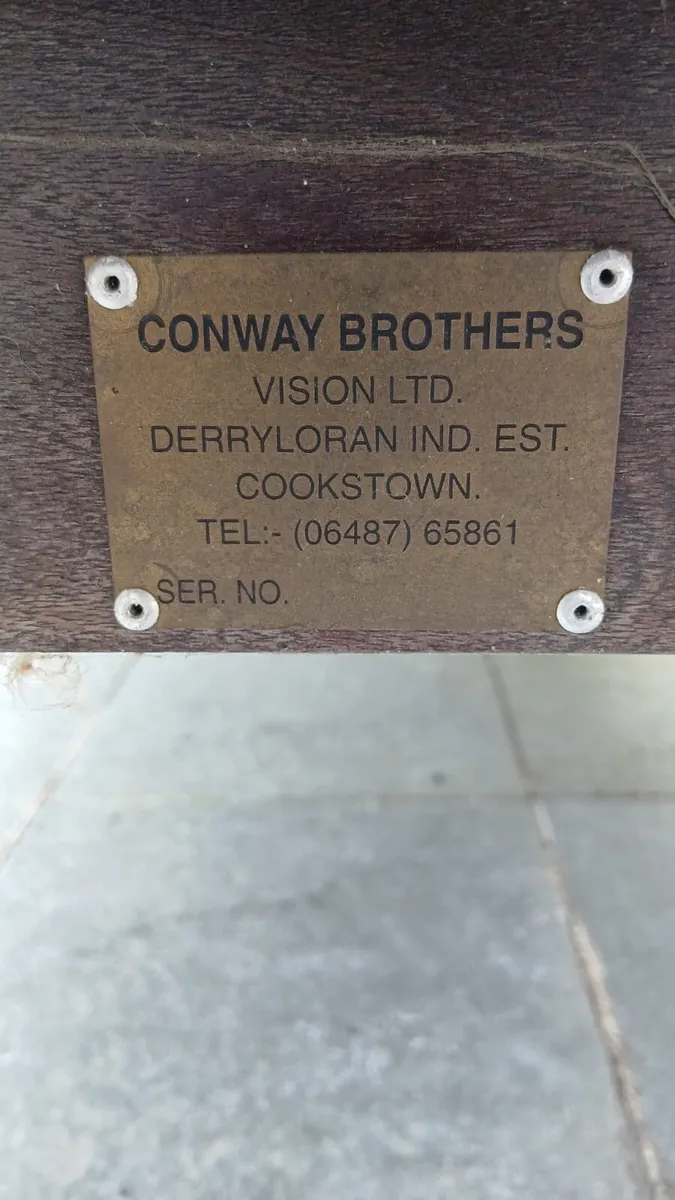 CONWAY BROTHERS
VISION LTD.
DERRYLORAN IND. EST.
COOKSTOWN.
TEL:- (06487) 65861
SER. NO.